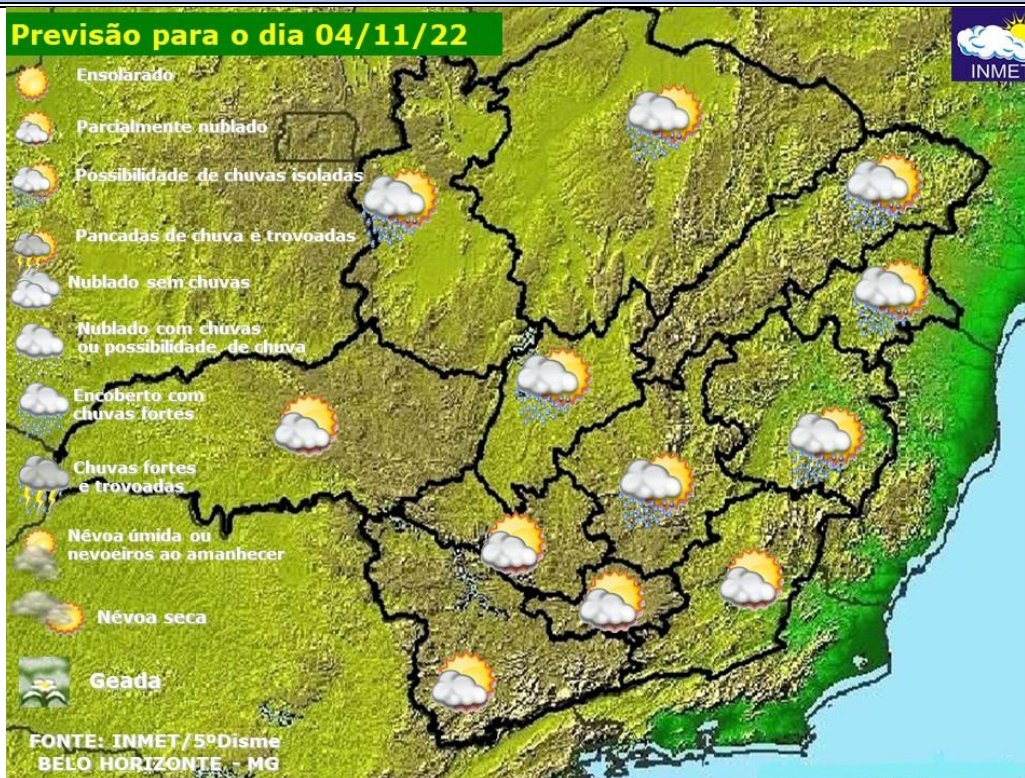 Previsão para o dia 04/11/22
INMET
Ensolarado
Parcialmente nublado
Possibilidade de chuvas isoladas
Pancadas de chuva e trovoadas
Nublado sem chuvas
Nublado com chuvas
ou possibilidade de chuva
Encoberto com
chuvas fortes
Chuvas fortes
e trovoadas
Névoa úmida ou
nevoeiros ao amanhecer
Névoa seca
Geada
FONTE: INMET/5ºDisme
BELO HORIZONTE - MG